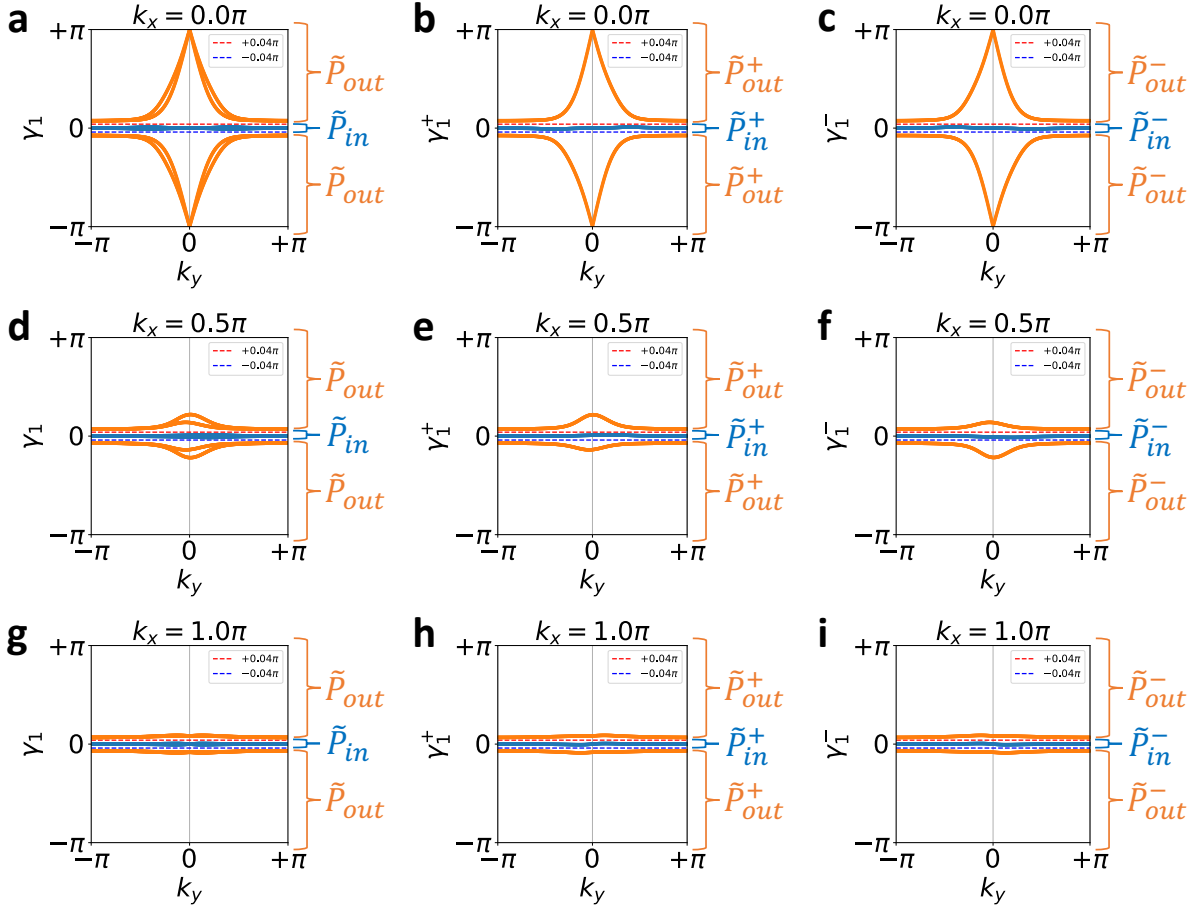 a
k_x = 0.0π
+π
0
−π
γ_1
+0.04π
−0.04π
P̃_out
P̃_in
P̃_out
−π 0 +π
k_y
b
k_x = 0.0π
+π
0
−π
γ_1^+
+0.04π
−0.04π
P̃_out^+
P̃_in^+
P̃_out^+
−π 0 +π
k_y
c
k_x = 0.0π
+π
0
−π
γ_1^−
+0.04π
−0.04π
P̃_out^−
P̃_in^−
P̃_out^−
−π 0 +π
k_y
d
k_x = 0.5π
+π
0
−π
γ_1
+0.04π
−0.04π
P̃_out
P̃_in
P̃_out
−π 0 +π
k_y
e
k_x = 0.5π
+π
0
−π
γ_1^+
+0.04π
−0.04π
P̃_out^+
P̃_in^+
P̃_out^+
−π 0 +π
k_y
f
k_x = 0.5π
+π
0
−π
γ_1^−
+0.04π
−0.04π
P̃_out^−
P̃_in^−
P̃_out^−
−π 0 +π
k_y
g
k_x = 1.0π
+π
0
−π
γ_1
+0.04π
−0.04π
P̃_out
P̃_in
P̃_out
−π 0 +π
k_y
h
k_x = 1.0π
+π
0
−π
γ_1^+
+0.04π
−0.04π
P̃_out^+
P̃_in^+
P̃_out^+
−π 0 +π
k_y
i
k_x = 1.0π
+π
0
−π
γ_1^−
+0.04π
−0.04π
P̃_out^−
P̃_in^−
P̃_out^−
−π 0 +π
k_y